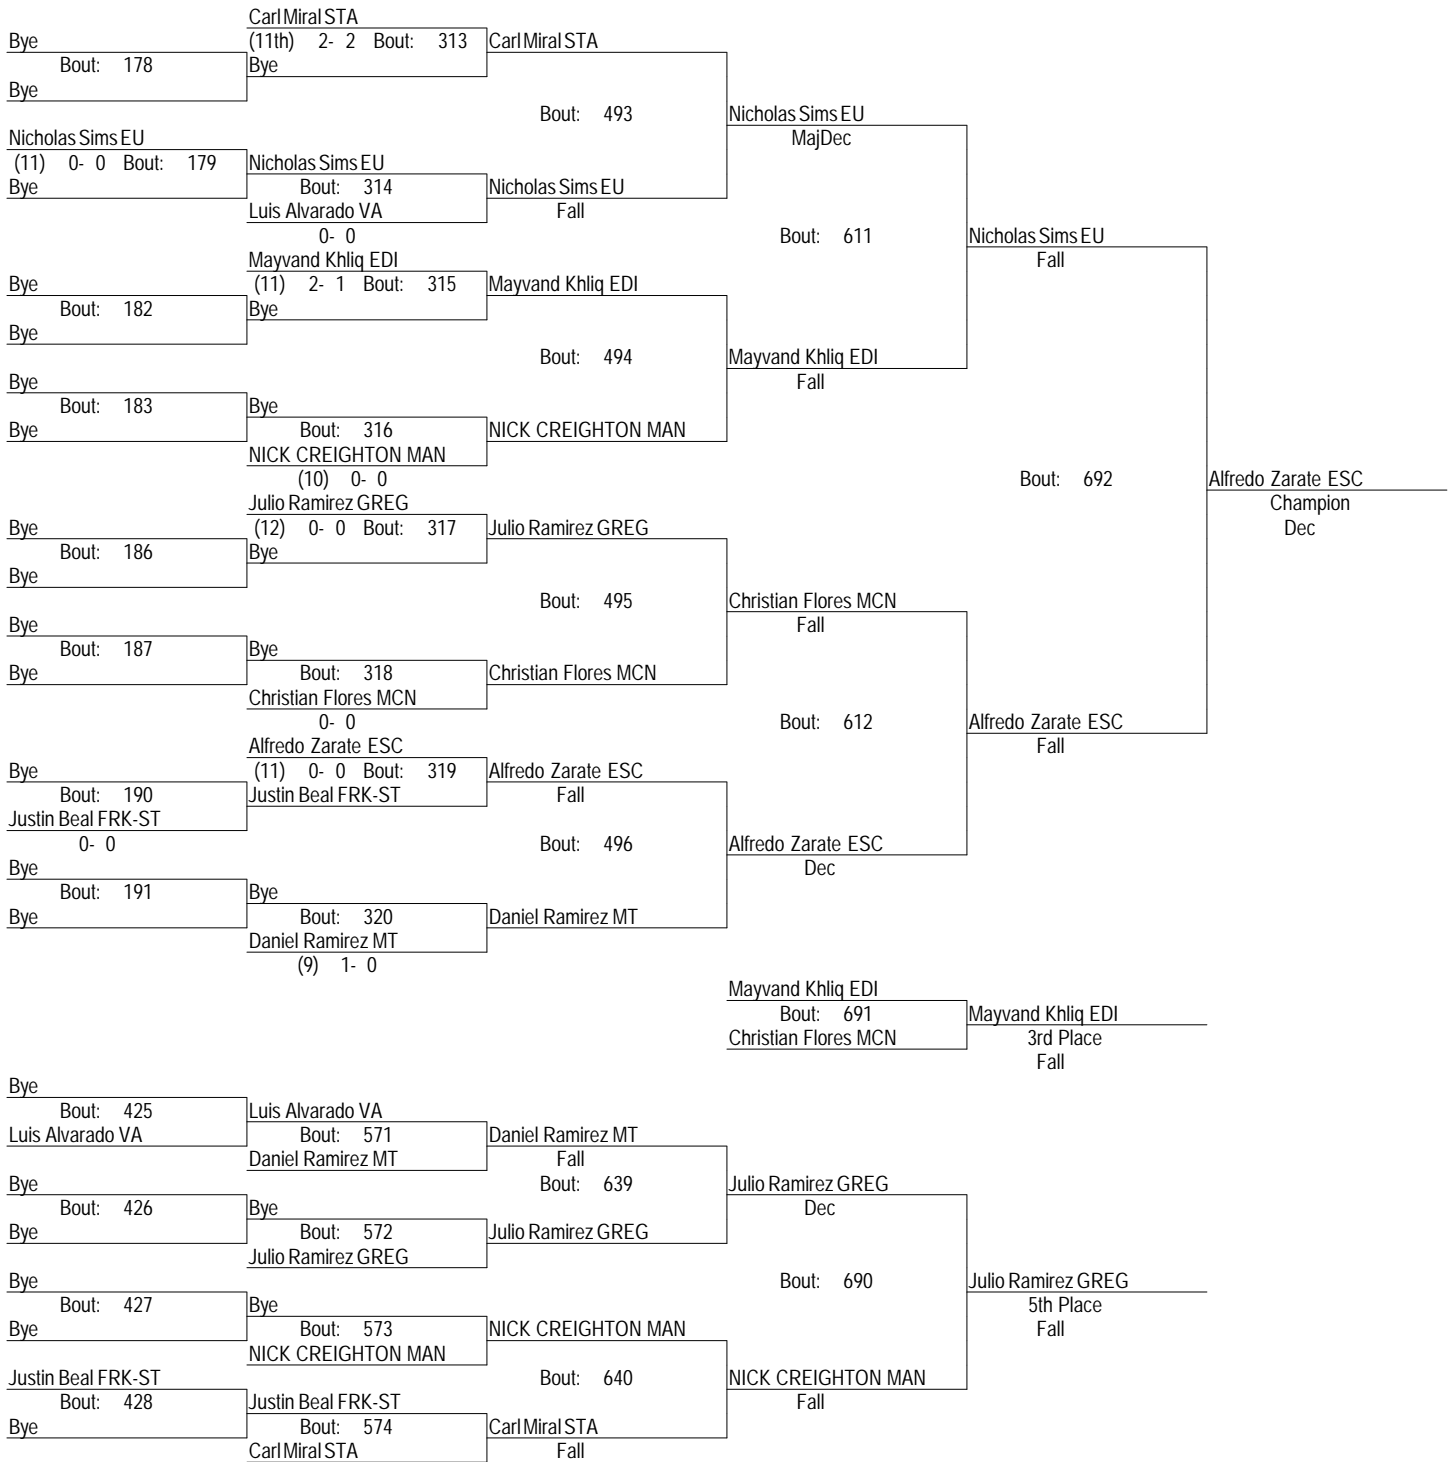 Carl Miral STA
Bye (11th) 2- 2 Bout: 313 Carl Miral STA
Bout: 178 Bye
Bye
Bout: 493 Nicholas Sims EU
Nicholas Sims EU MajDec
(11) 0- 0 Bout: 179 Nicholas Sims EU
Bye Bout: 314 Nicholas Sims EU
Luis Alvarado VA Fall
0- 0 Bout: 611 Nicholas Sims EU
Mayvand Khliq EDI Fall
Bye (11) 2- 1 Bout: 315 Mayvand Khliq EDI
Bout: 182 Bye
Bye
Bout: 494 Mayvand Khliq EDI
Bye Fall
Bout: 183 Bye
Bye Bout: 316 NICK CREIGHTON MAN
NICK CREIGHTON MAN
(10) 0- 0 Bout: 692 Alfredo Zarate ESC
Julio Ramirez GREG Champion
Bye (12) 0- 0 Bout: 317 Julio Ramirez GREG Dec
Bout: 186 Bye
Bye
Bout: 495 Christian Flores MCN
Bye Fall
Bout: 187 Bye
Bye Bout: 318 Christian Flores MCN
Christian Flores MCN
0- 0 Bout: 612 Alfredo Zarate ESC
Alfredo Zarate ESC Fall
Bye (11) 0- 0 Bout: 319 Alfredo Zarate ESC
Bout: 190 Justin Beal FRK-ST Fall
Justin Beal FRK-ST
0- 0 Bout: 496 Alfredo Zarate ESC
Bye Dec
Bout: 191 Bye
Bye Bout: 320 Daniel Ramirez MT
Daniel Ramirez MT
(9) 1- 0
Mayvand Khliq EDI
Bout: 691 Mayvand Khliq EDI
Christian Flores MCN 3rd Place
Fall
Bye
Bout: 425 Luis Alvarado VA
Luis Alvarado VA Bout: 571 Daniel Ramirez MT
Daniel Ramirez MT Fall
Bye Bout: 639 Julio Ramirez GREG
Bout: 426 Bye Dec
Bye Bout: 572 Julio Ramirez GREG
Julio Ramirez GREG
Bye Bout: 690 Julio Ramirez GREG
Bout: 427 Bye 5th Place
Bye Bout: 573 NICK CREIGHTON MAN Fall
NICK CREIGHTON MAN
Justin Beal FRK-ST Bout: 640 NICK CREIGHTON MAN
Bout: 428 Justin Beal FRK-ST Fall
Bye Bout: 574 Carl Miral STA
Carl Miral STA Fall